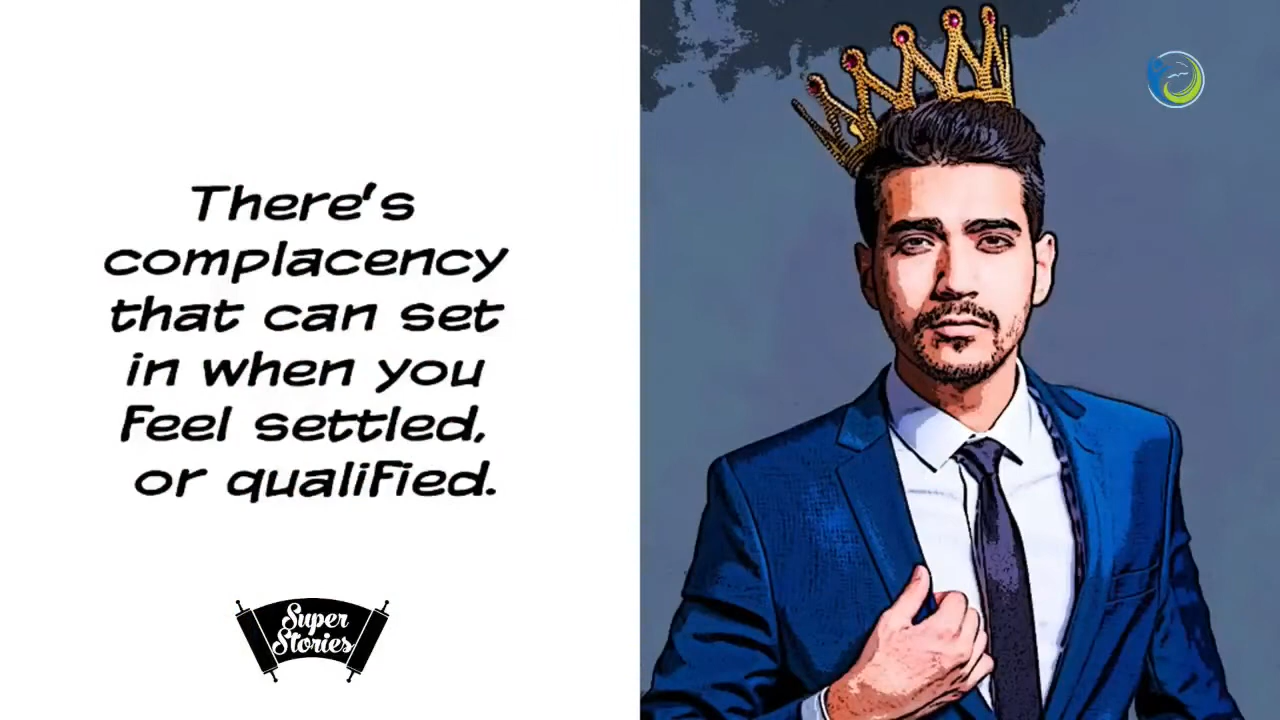 There's
complacency
that can set
in when you
feel settled,
or qualified.
Super
Stories